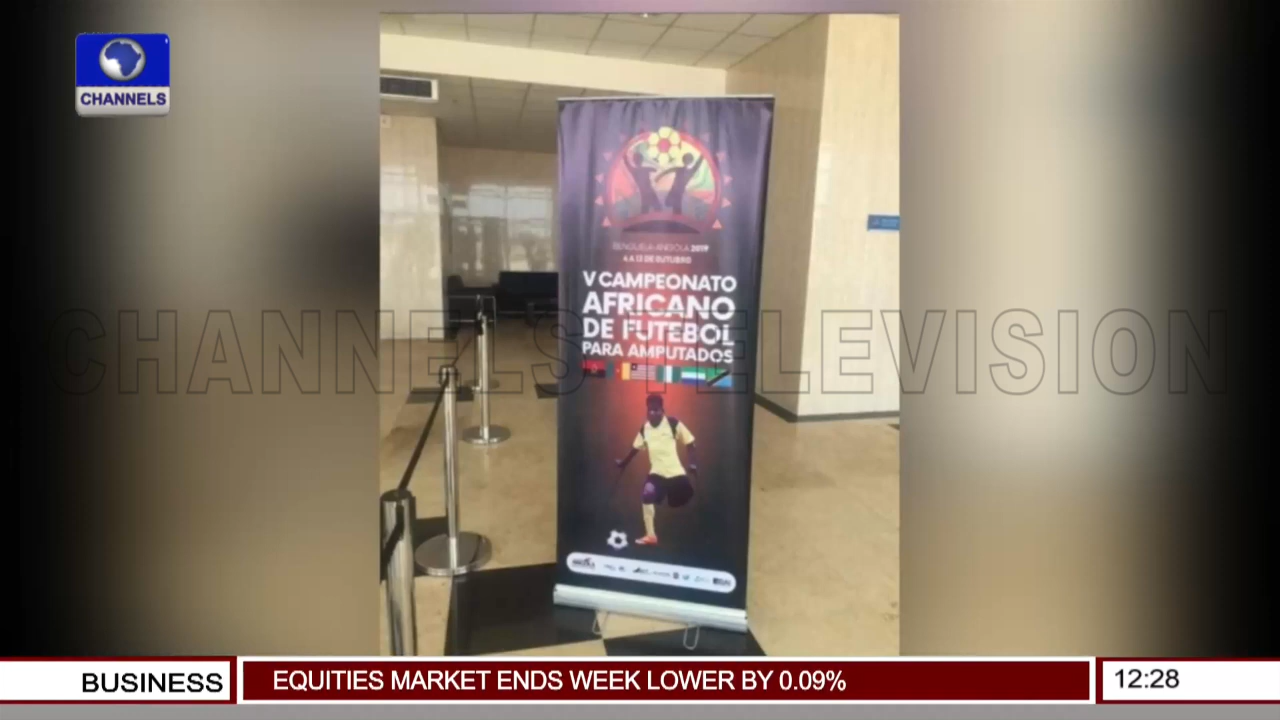 CHANNELS
BENGUELA ANGOLA 2019
4 A 13 DE OUTUBRO
V CAMPEONATO
AFRICANO
DE FUTEBOL
PARA AMPUTADOS
CHANNELS TELEVISION
BUSINESS
EQUITIES MARKET ENDS WEEK LOWER BY 0.09%
12:28